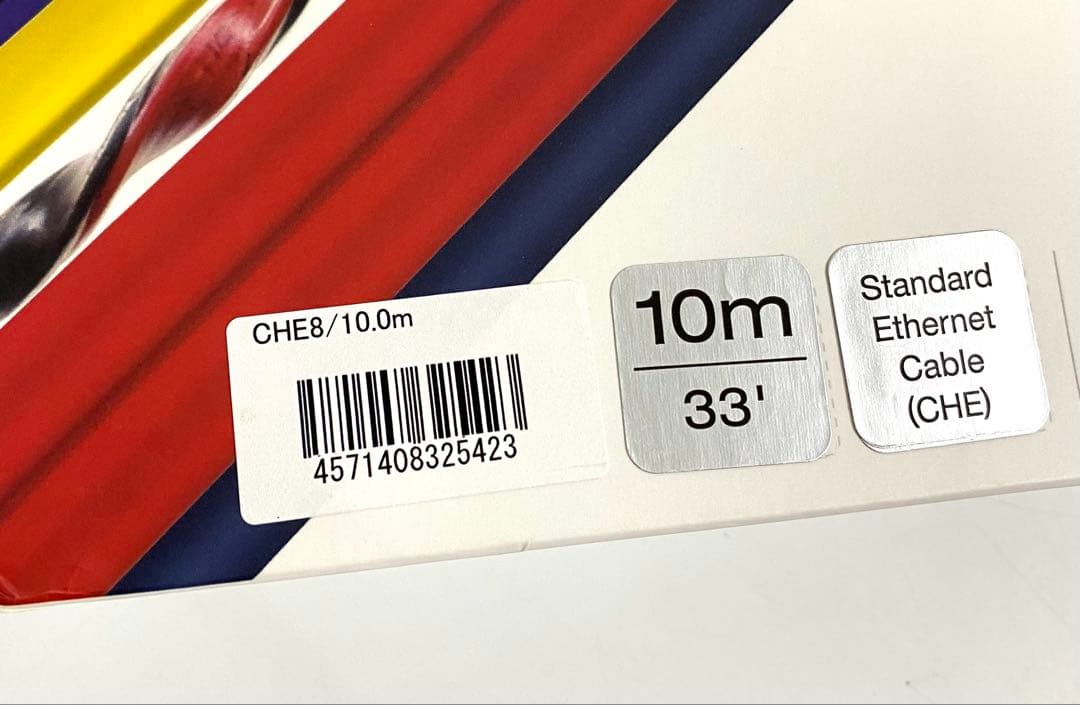 CHE8/10.0m
4571408325423
10m
33'
Standard
Ethernet
Cable
(CHE)